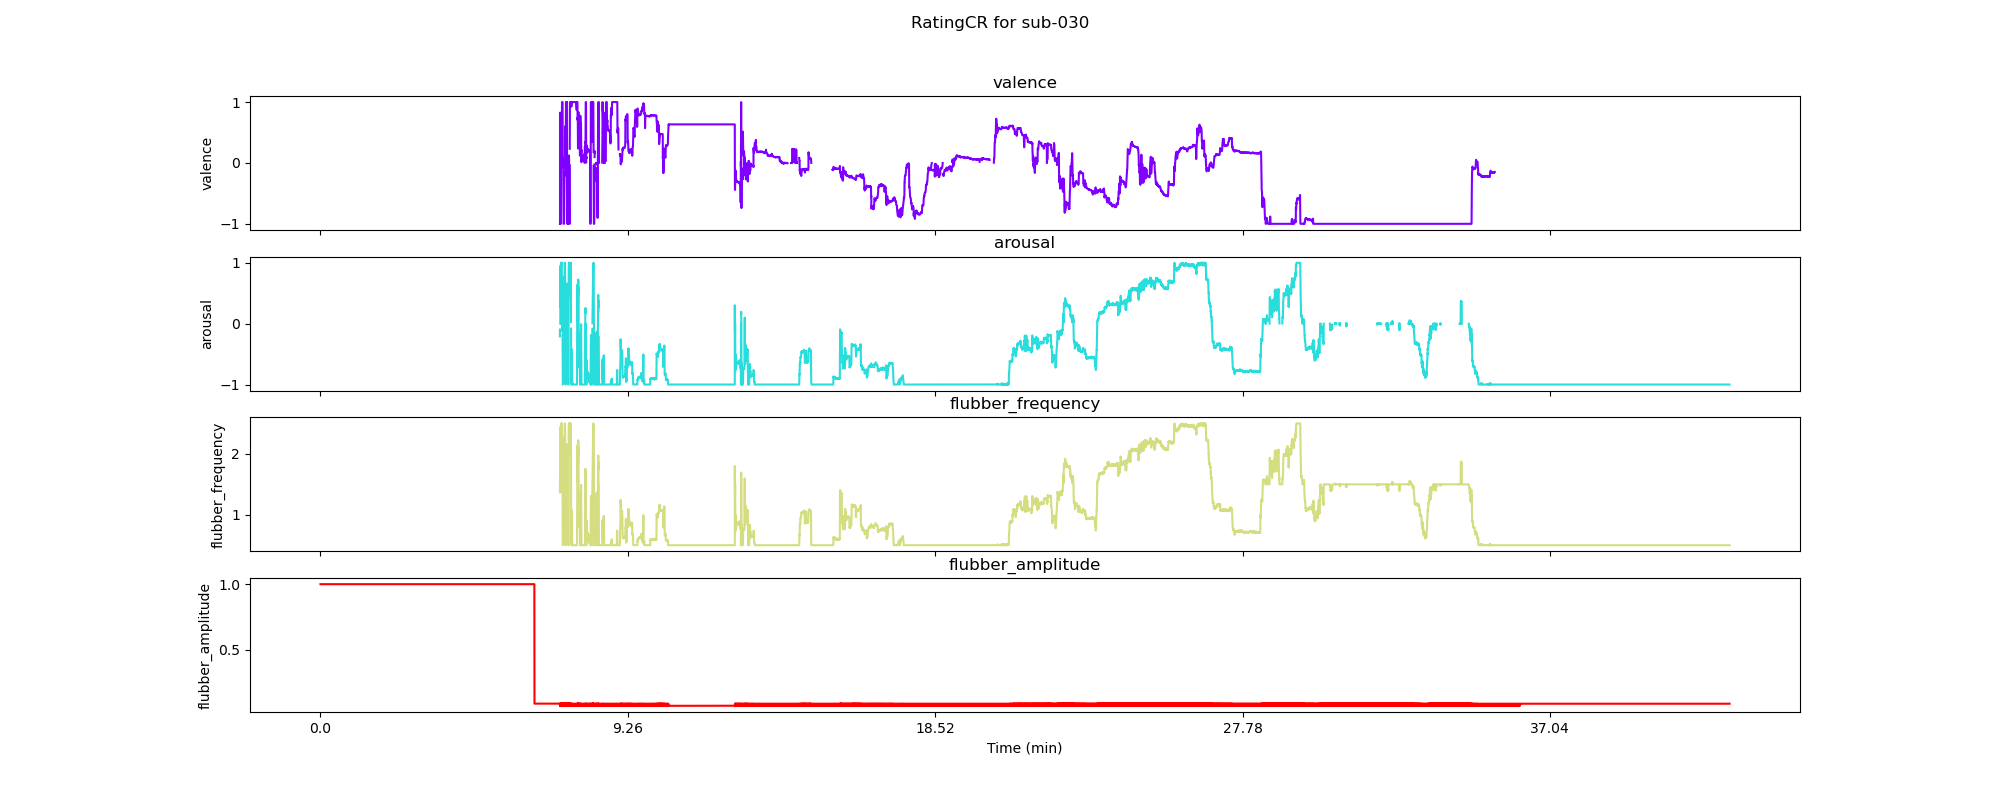 RatingCR for sub-030
valence
1
0
−1
valence
arousal
1
0
−1
arousal
flubber_frequency
2
1
flubber_frequency
flubber_amplitude
1.0
0.5
flubber_amplitude
0.0 9.26 18.52 27.78 37.04
Time (min)